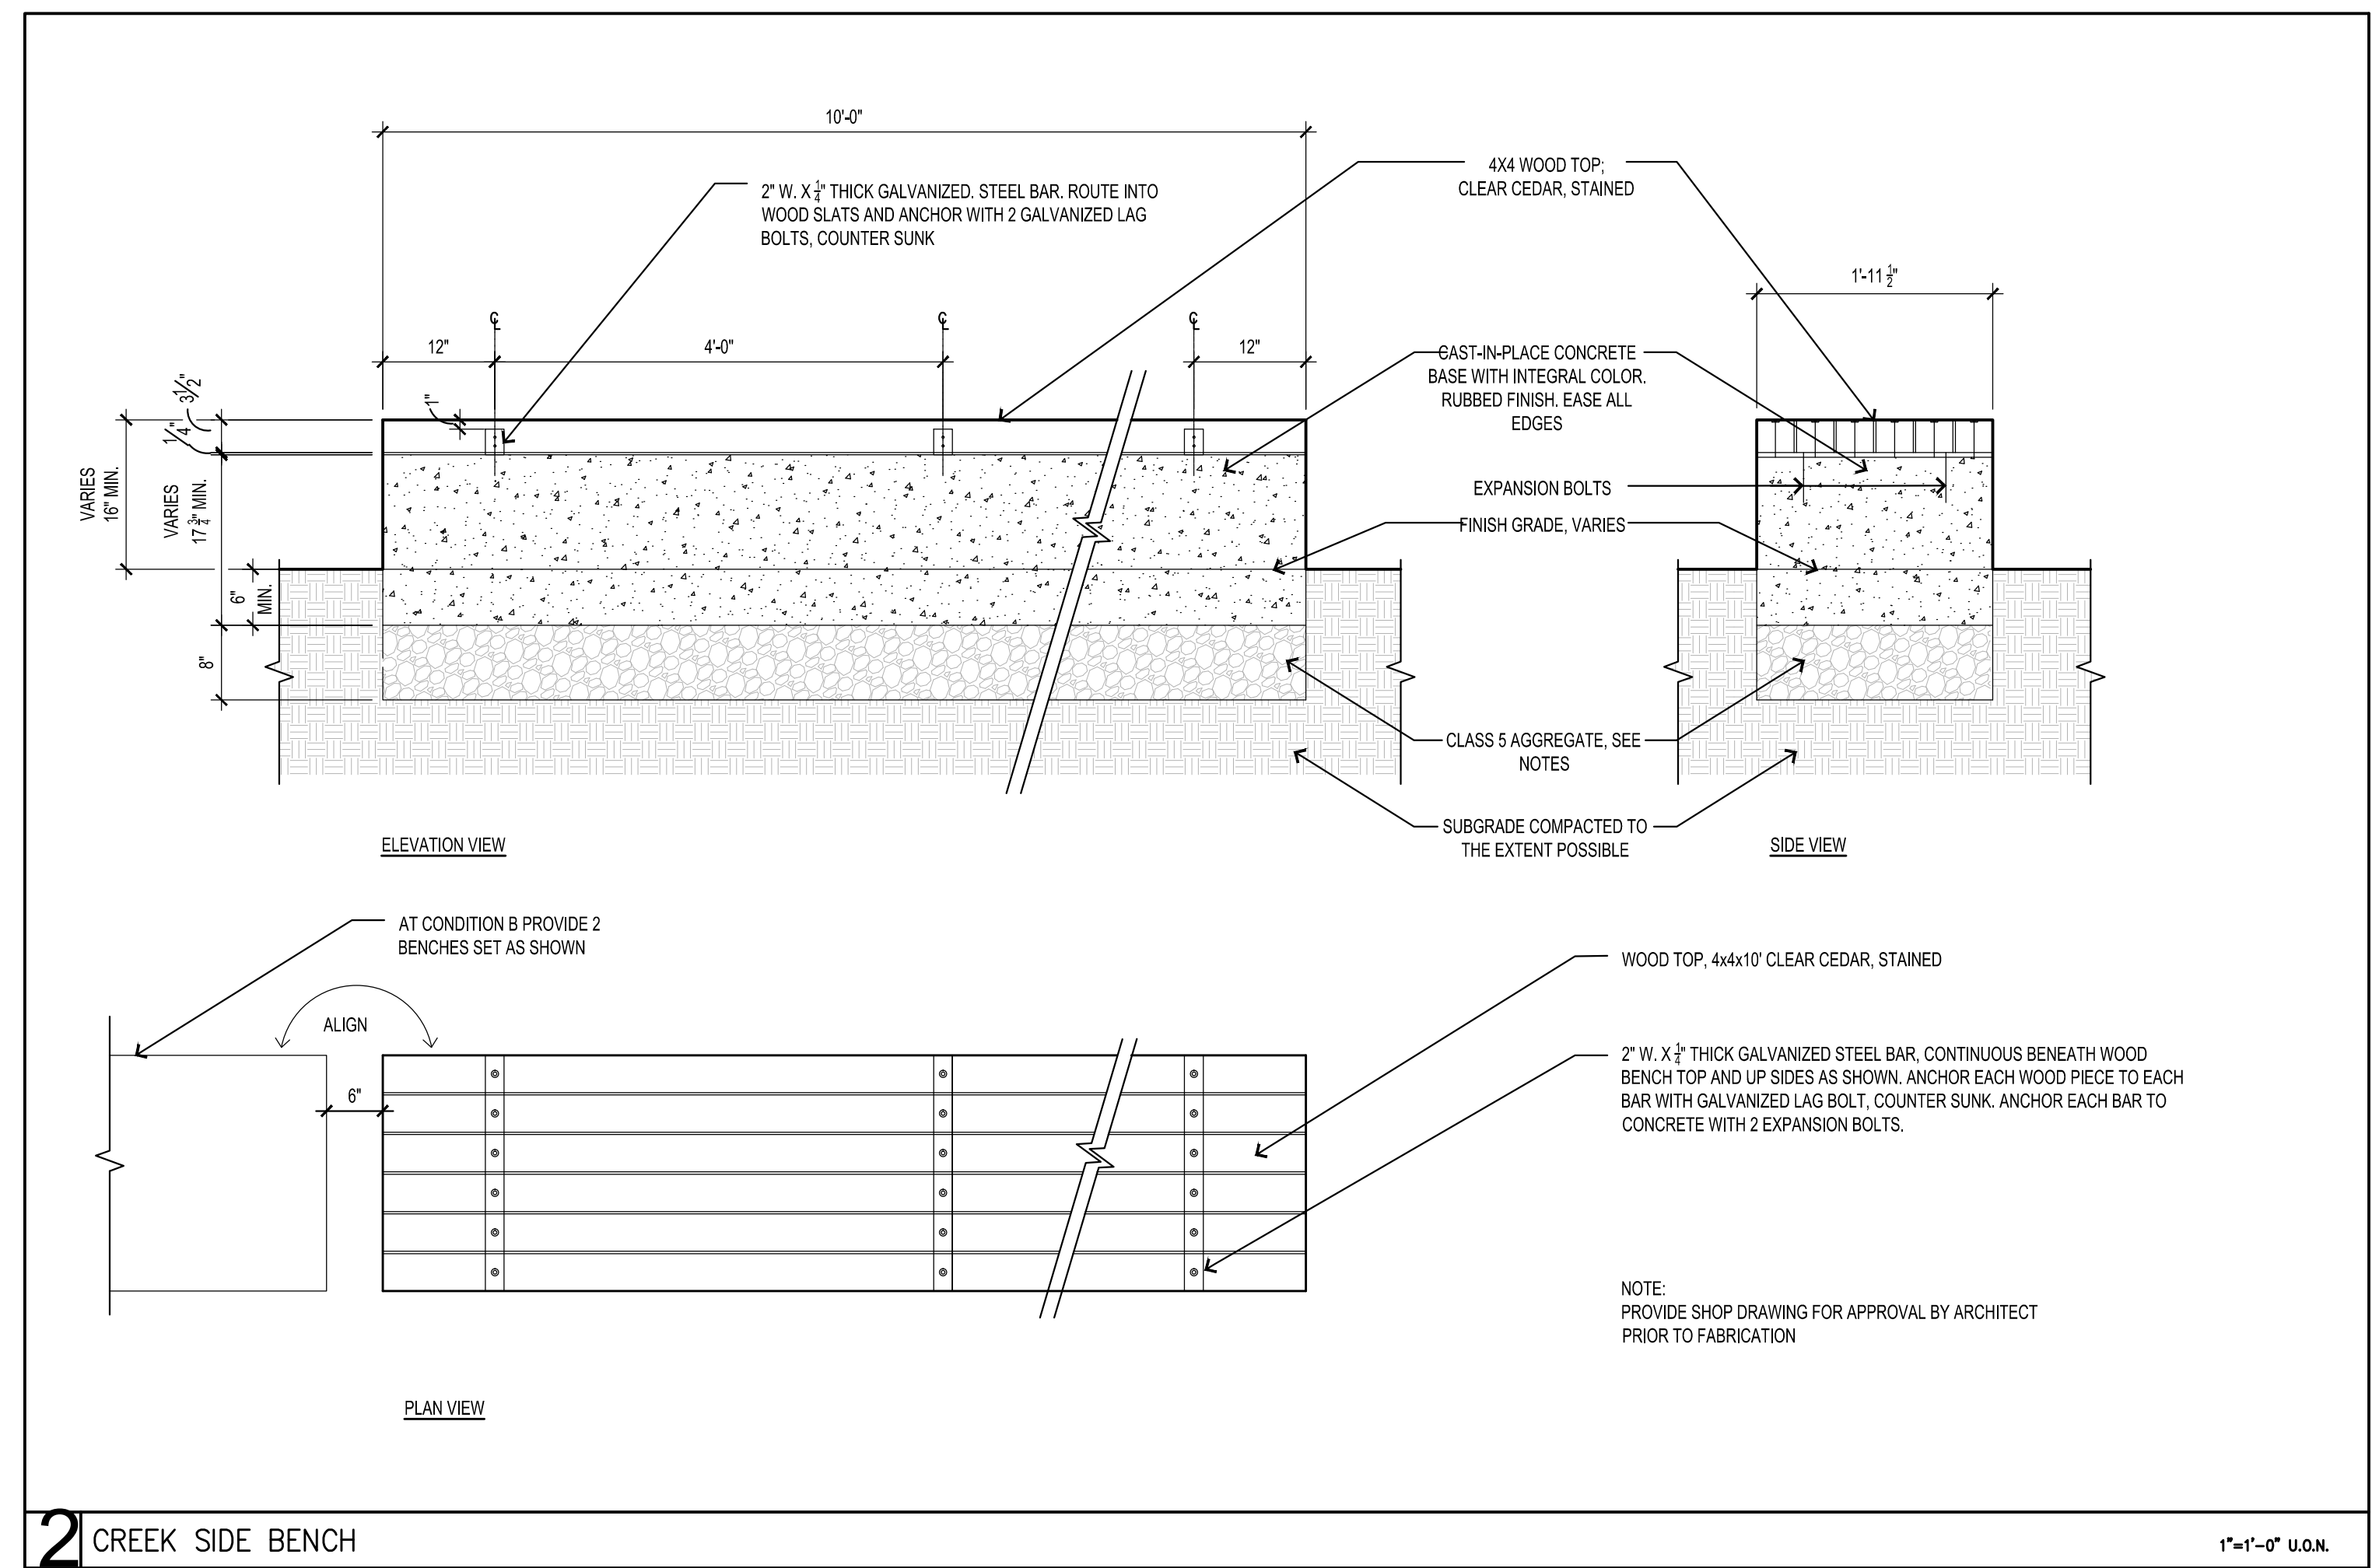 10'-0"
4X4 WOOD TOP;
CLEAR CEDAR, STAINED
2" W. X 1/4" THICK GALVANIZED. STEEL BAR. ROUTE INTO
WOOD SLATS AND ANCHOR WITH 2 GALVANIZED LAG
BOLTS, COUNTER SUNK
1'-11 1/2"
℄
℄
℄
12"
4'-0"
12"
CAST-IN-PLACE CONCRETE
BASE WITH INTEGRAL COLOR.
RUBBED FINISH. EASE ALL
EDGES
3 1/2"
1"
1/4"
VARIES
16" MIN.
VARIES
17 3/4" MIN.
EXPANSION BOLTS
FINISH GRADE, VARIES
6"
MIN.
8"
CLASS 5 AGGREGATE, SEE
NOTES
SUBGRADE COMPACTED TO
THE EXTENT POSSIBLE
ELEVATION VIEW
SIDE VIEW
AT CONDITION B PROVIDE 2
BENCHES SET AS SHOWN
WOOD TOP, 4x4x10' CLEAR CEDAR, STAINED
ALIGN
6"
2" W. X 1/4" THICK GALVANIZED STEEL BAR, CONTINUOUS BENEATH WOOD
BENCH TOP AND UP SIDES AS SHOWN. ANCHOR EACH WOOD PIECE TO EACH
BAR WITH GALVANIZED LAG BOLT, COUNTER SUNK. ANCHOR EACH BAR TO
CONCRETE WITH 2 EXPANSION BOLTS.
NOTE:
PROVIDE SHOP DRAWING FOR APPROVAL BY ARCHITECT
PRIOR TO FABRICATION
PLAN VIEW
2 CREEK SIDE BENCH
1"=1'-0" U.O.N.